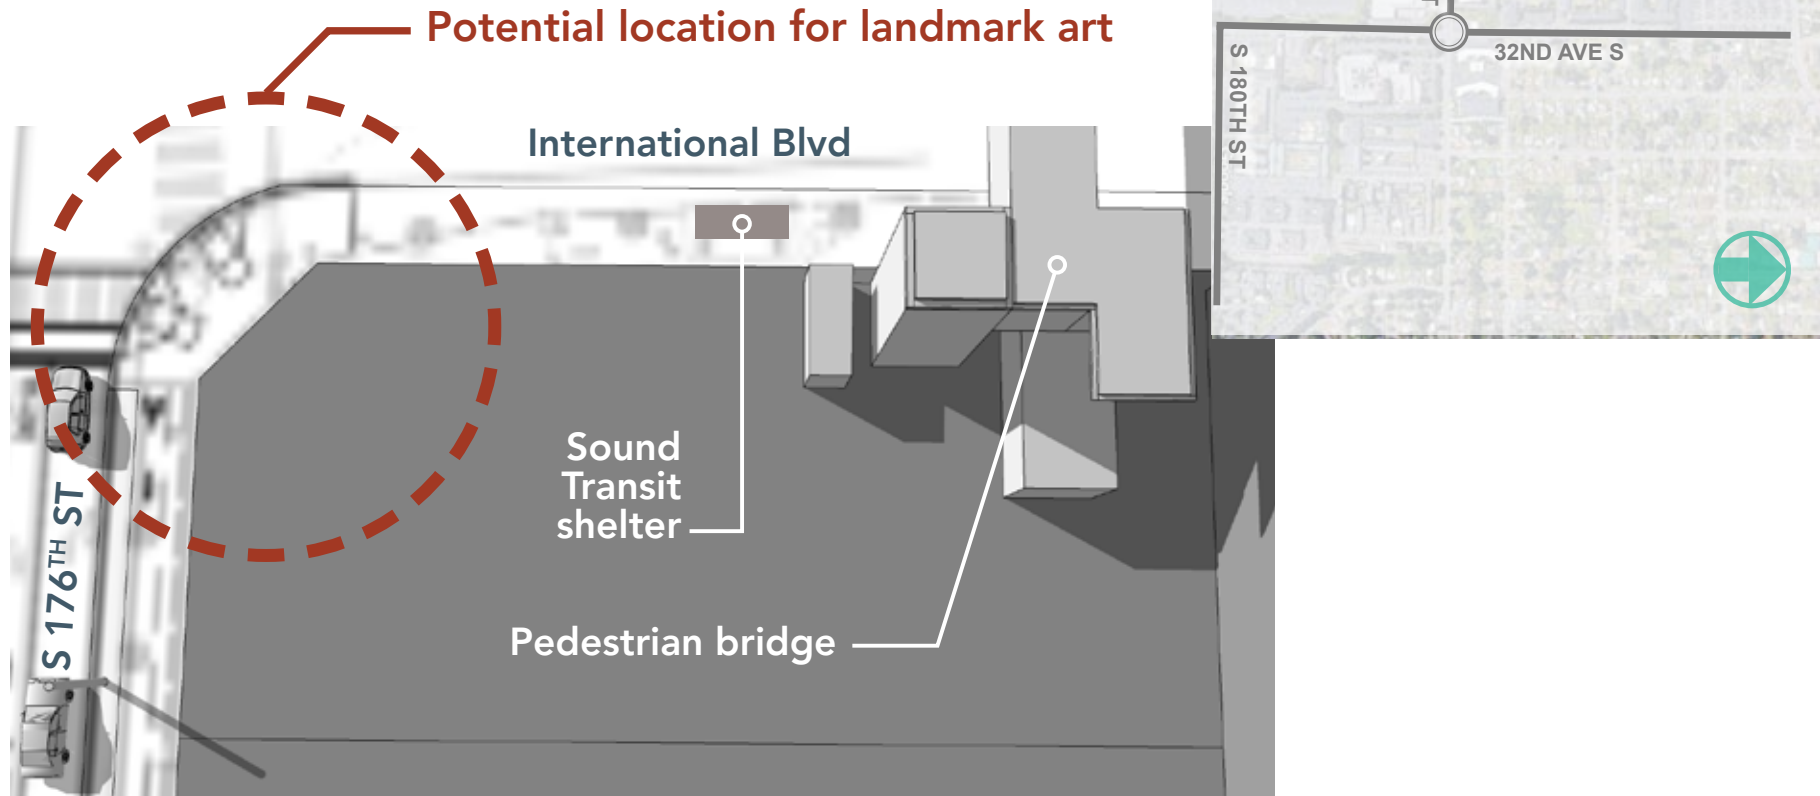 Potential location for landmark art
International Blvd
Sound
Transit
shelter
Pedestrian bridge
S 176TH ST
32ND AVE S
S 180TH ST